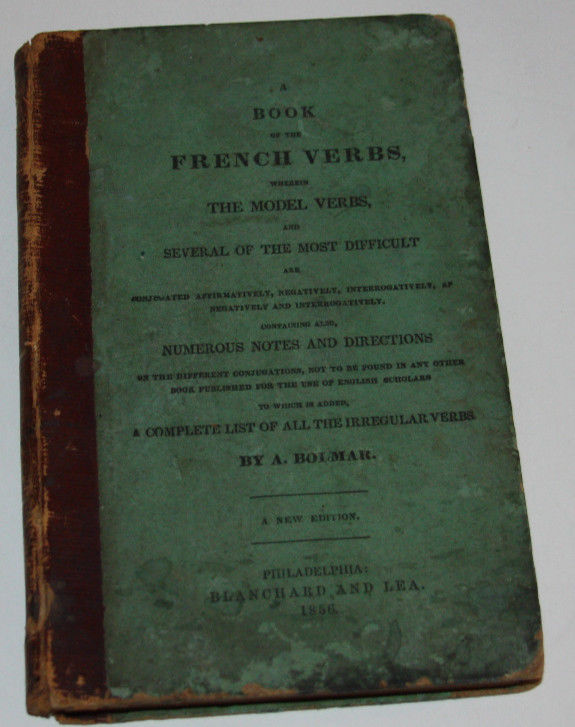 A
BOOK
OF THE
FRENCH VERBS,
WHEREIN
THE MODEL VERBS,
AND
SEVERAL OF THE MOST DIFFICULT
ARE
CONJUGATED AFFIRMATIVELY, NEGATIVELY, INTERROGATIVELY,
NEGATIVELY AND INTERROGATIVELY.
CONTAINING ALSO,
NUMEROUS NOTES AND DIRECTIONS
ON THE DIFFERENT CONJUGATIONS, NOT TO BE FOUND IN ANY OTHER
BOOK PUBLISHED FOR THE USE OF ENGLISH SCHOLARS
TO WHICH IS ADDED,
A COMPLETE LIST OF ALL THE IRREGULAR VERBS
BY A. BOLMAR.
A NEW EDITION.
PHILADELPHIA:
BLANCHARD AND LEA.
1856.